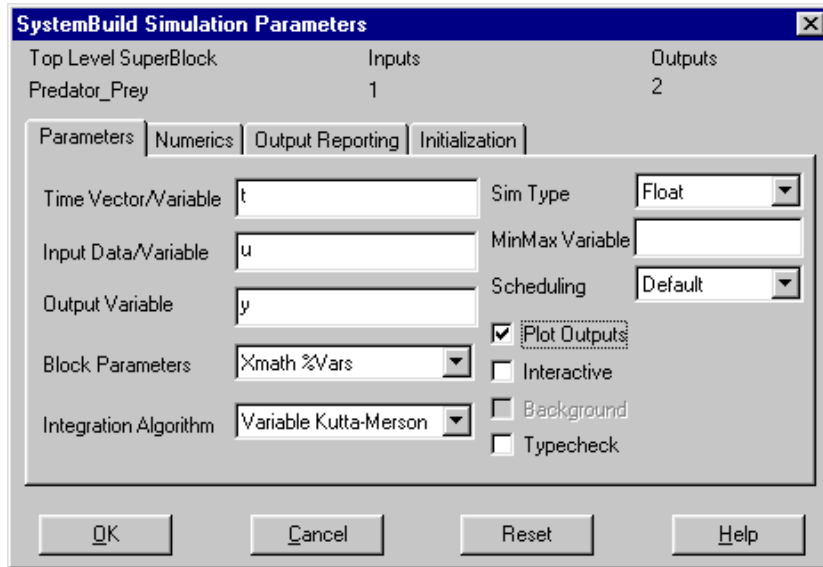 SystemBuild Simulation Parameters
Top Level SuperBlock Inputs Outputs
Predator_Prey 1 2
Parameters Numerics Output Reporting Initialization
Time Vector/Variable t
Input Data/Variable u
Output Variable y
Block Parameters Xmath %Vars
Integration Algorithm Variable Kutta-Merson
Sim Type Float
MinMax Variable
Scheduling Default
Plot Outputs
Interactive
Background
Typecheck
OK Cancel Reset Help